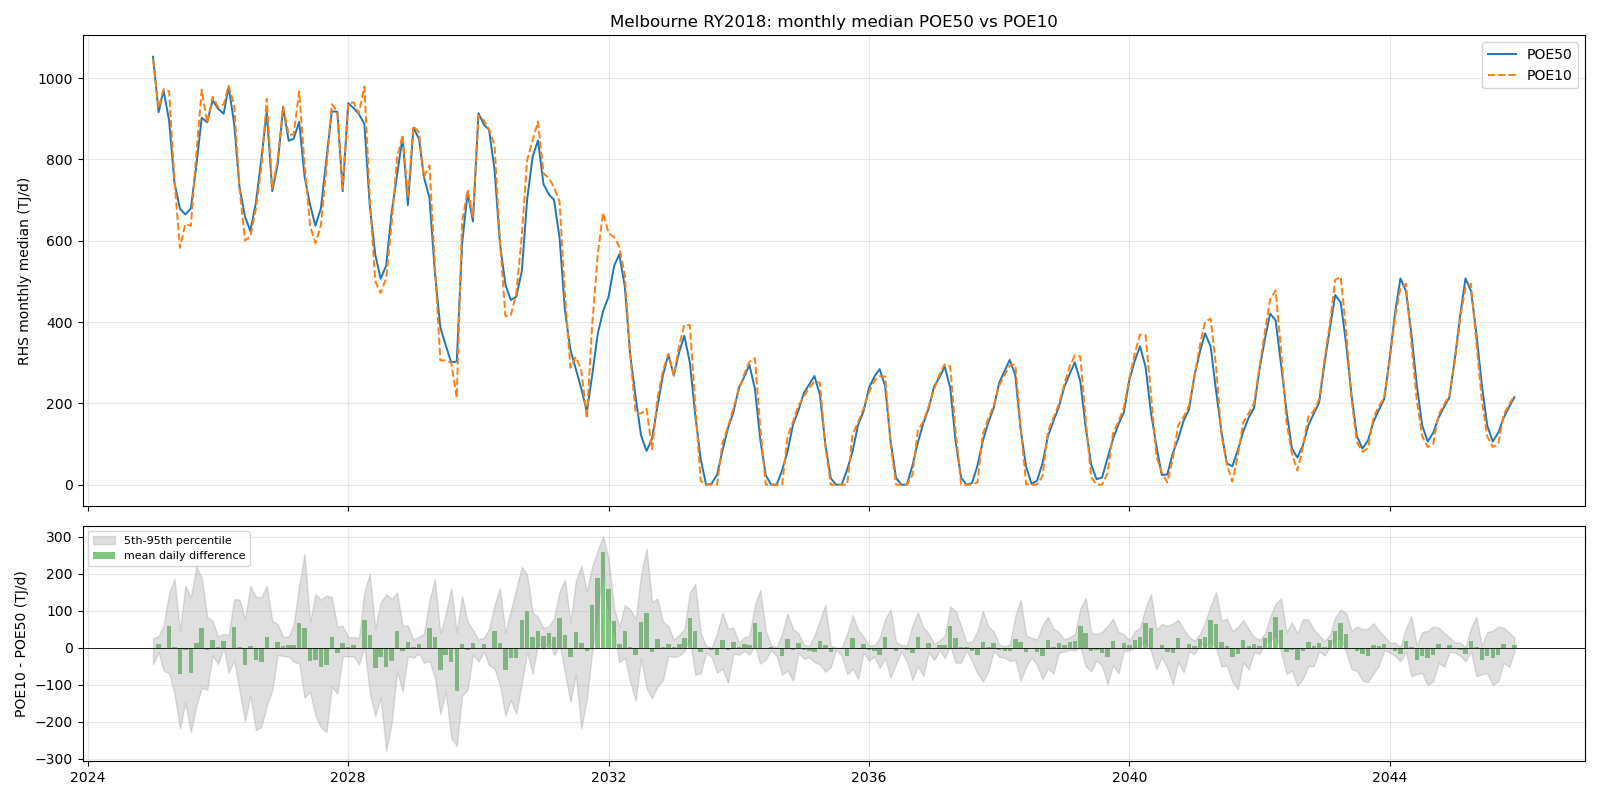 Melbourne RY2018: monthly median POE50 vs POE10
POE50
POE10
1000
800
600
400
200
0
RHS monthly median (TJ/d)
5th-95th percentile
mean daily difference
300
200
100
0
−100
−200
−300
POE10 - POE50 (TJ/d)
2024
2028
2032
2036
2040
2044